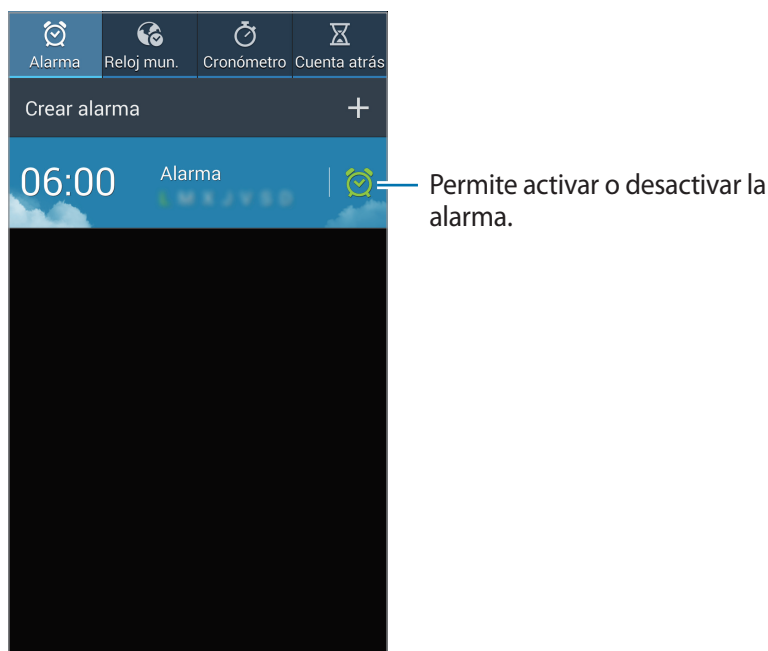 Alarma Reloj mun. Cronómetro Cuenta atrás
Crear alarma
06:00 Alarma
Permite activar o desactivar la
alarma.